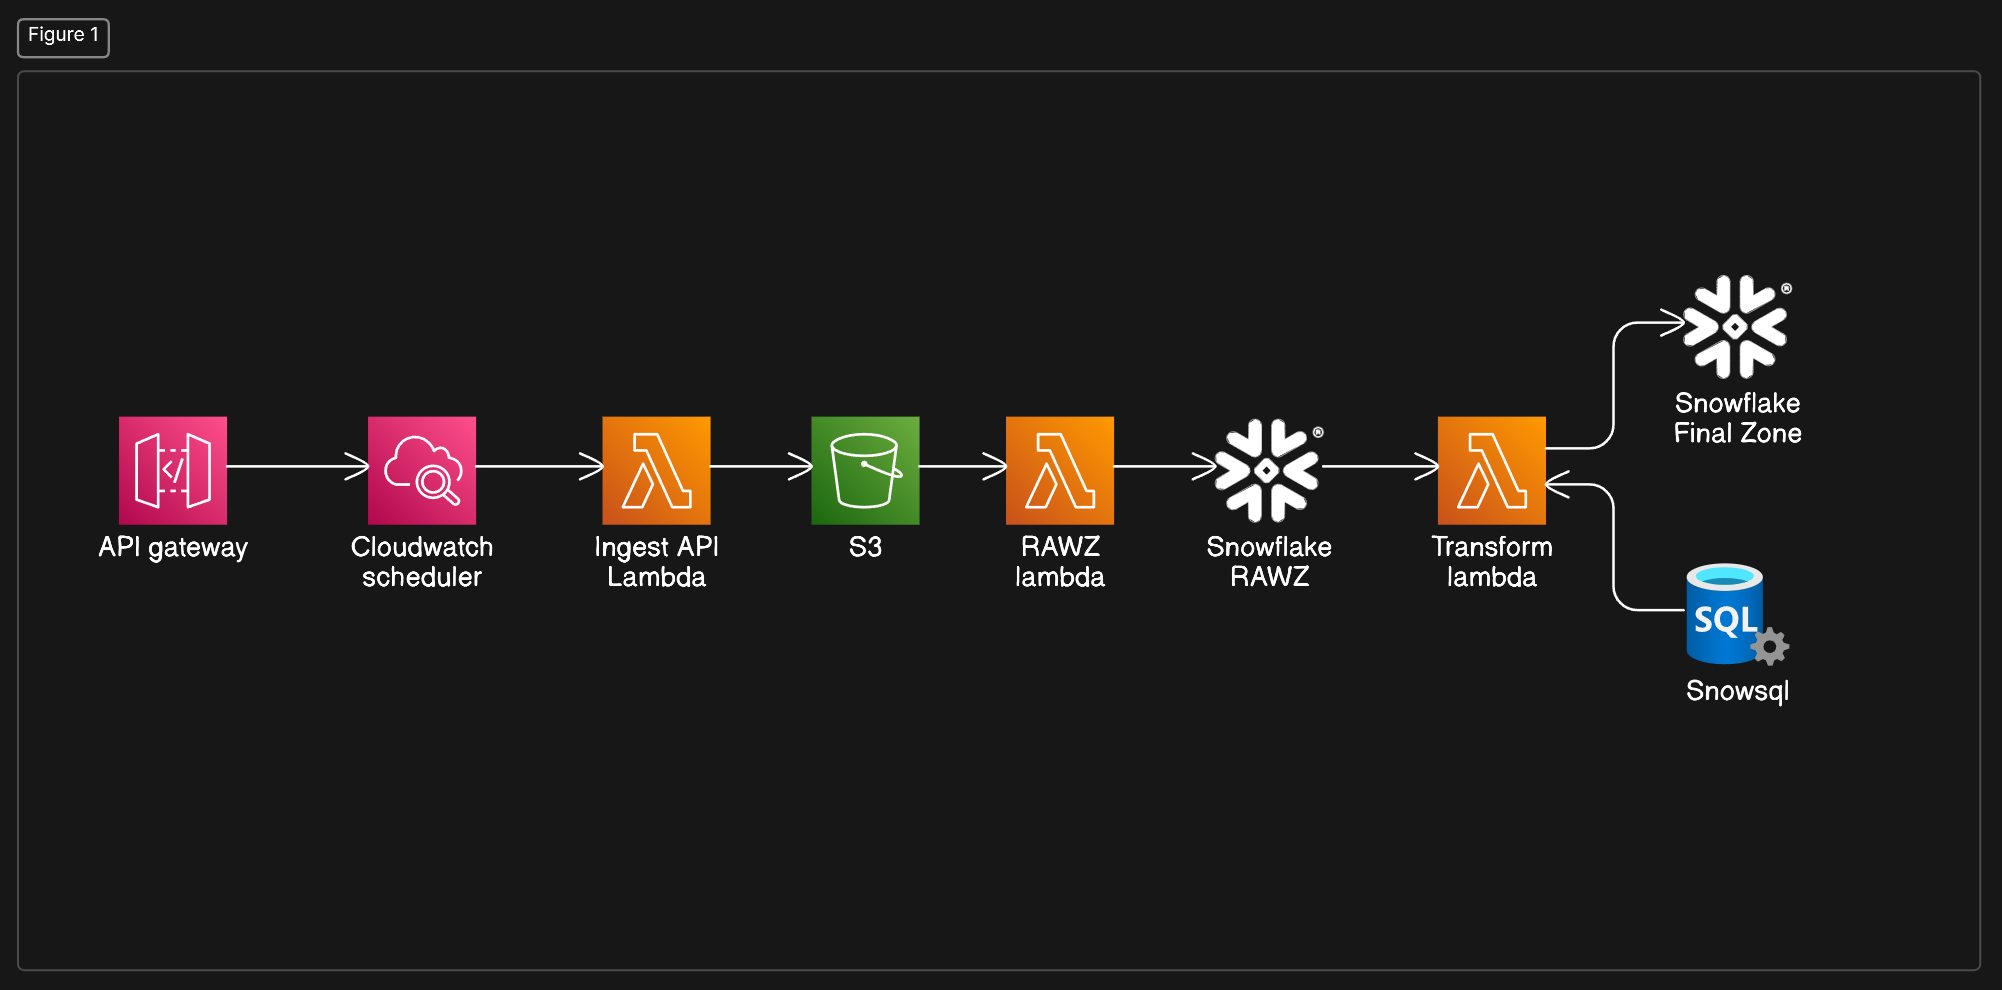 Figure 1
API gateway
Cloudwatch
scheduler
Ingest API
Lambda
S3
RAWZ
lambda
Snowflake
RAWZ
Transform
lambda
Snowflake
Final Zone
SQL
Snowsql